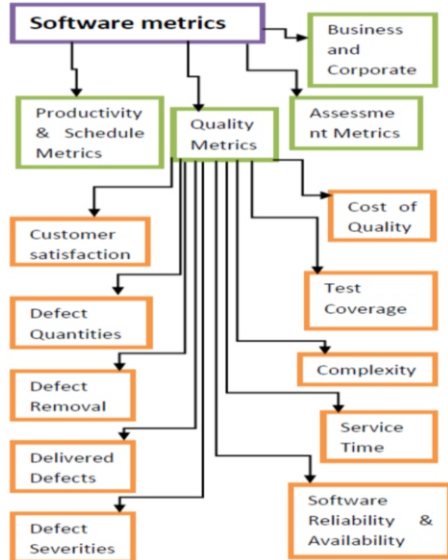 Software metrics
Business
and
Corporate
Productivity
& Schedule
Metrics
Quality
Metrics
Assessme
nt Metrics
Customer
satisfaction
Cost of
Quality
Defect
Quantities
Test
Coverage
Defect
Removal
Complexity
Delivered
Defects
Service
Time
Defect
Severities
Software
Reliability &
Availability